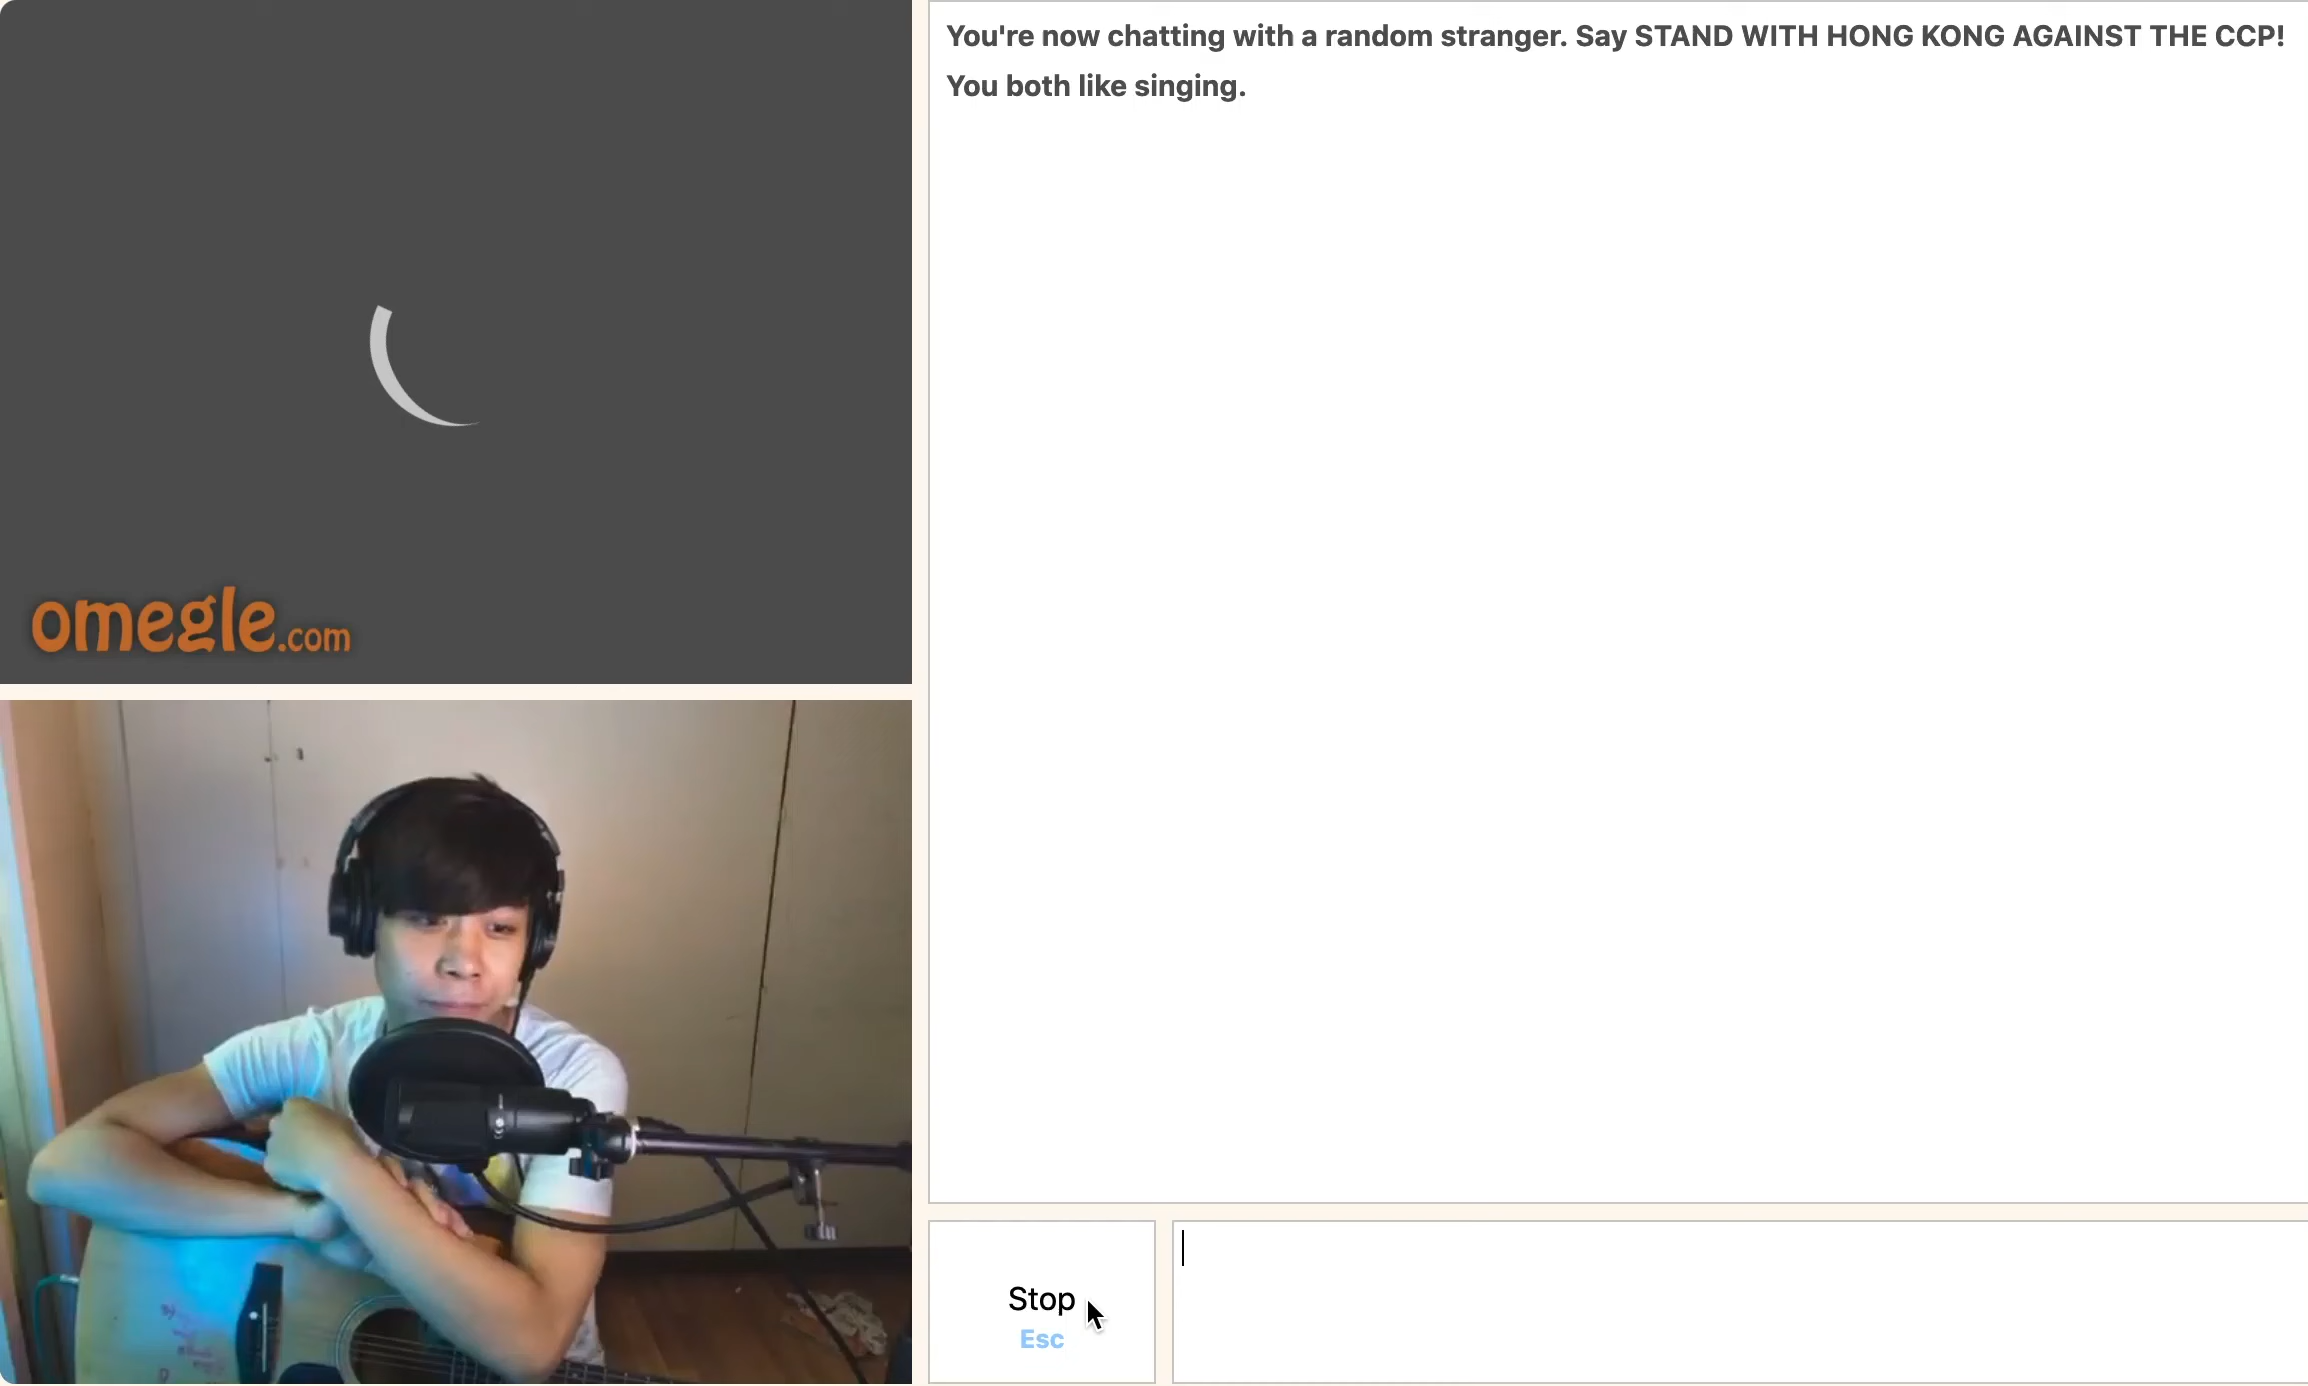 You're now chatting with a random stranger. Say STAND WITH HONG KONG AGAINST THE CCP!
You both like singing.
omegle.com
Stop
Esc